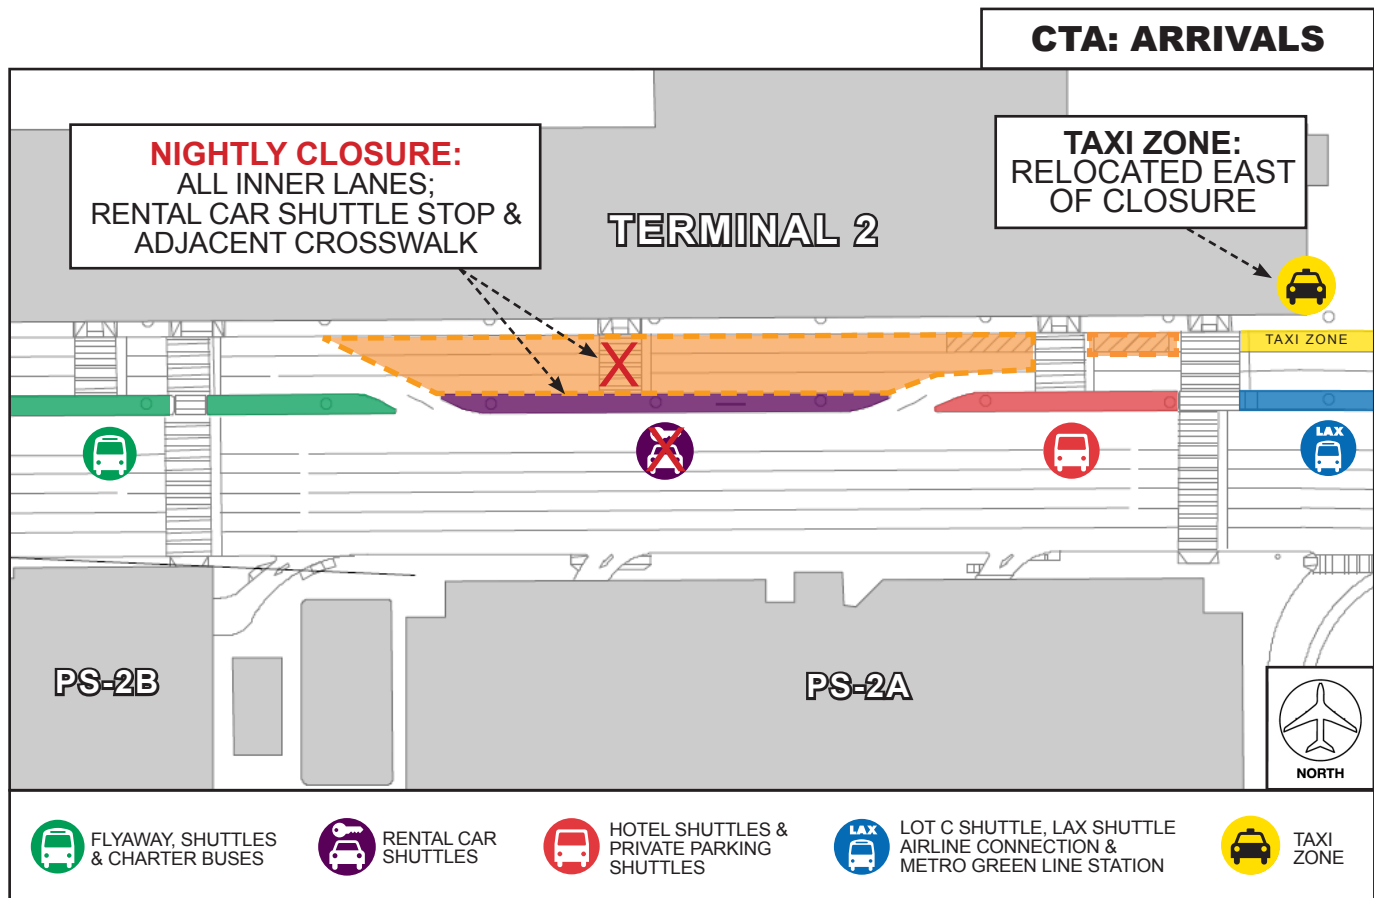 CTA: ARRIVALS
NIGHTLY CLOSURE:
ALL INNER LANES;
RENTAL CAR SHUTTLE STOP &
ADJACENT CROSSWALK
TAXI ZONE:
RELOCATED EAST
OF CLOSURE
TERMINAL 2
TAXI ZONE
LAX
PS-2B
PS-2A
NORTH
FLYAWAY, SHUTTLES
& CHARTER BUSES
RENTAL CAR
SHUTTLES
HOTEL SHUTTLES &
PRIVATE PARKING
SHUTTLES
LAX
LOT C SHUTTLE, LAX SHUTTLE
AIRLINE CONNECTION &
METRO GREEN LINE STATION
TAXI
ZONE